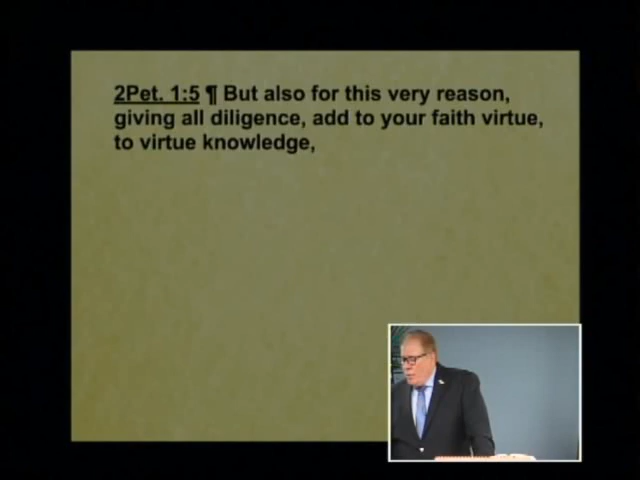 2Pet. 1:5 ¶ But also for this very reason,
giving all diligence, add to your faith virtue,
to virtue knowledge,